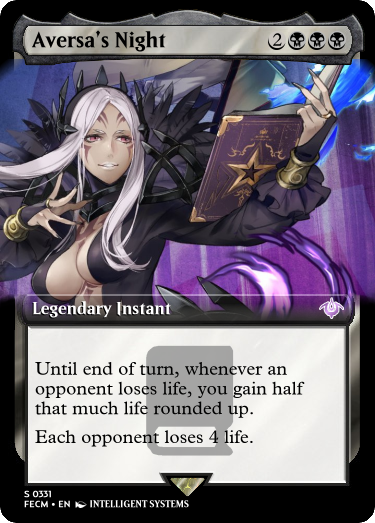 Aversa's Night 2
Legendary Instant
Until end of turn, whenever an
opponent loses life, you gain half
that much life rounded up.
Each opponent loses 4 life.
S 0331
FECM • EN INTELLIGENT SYSTEMS